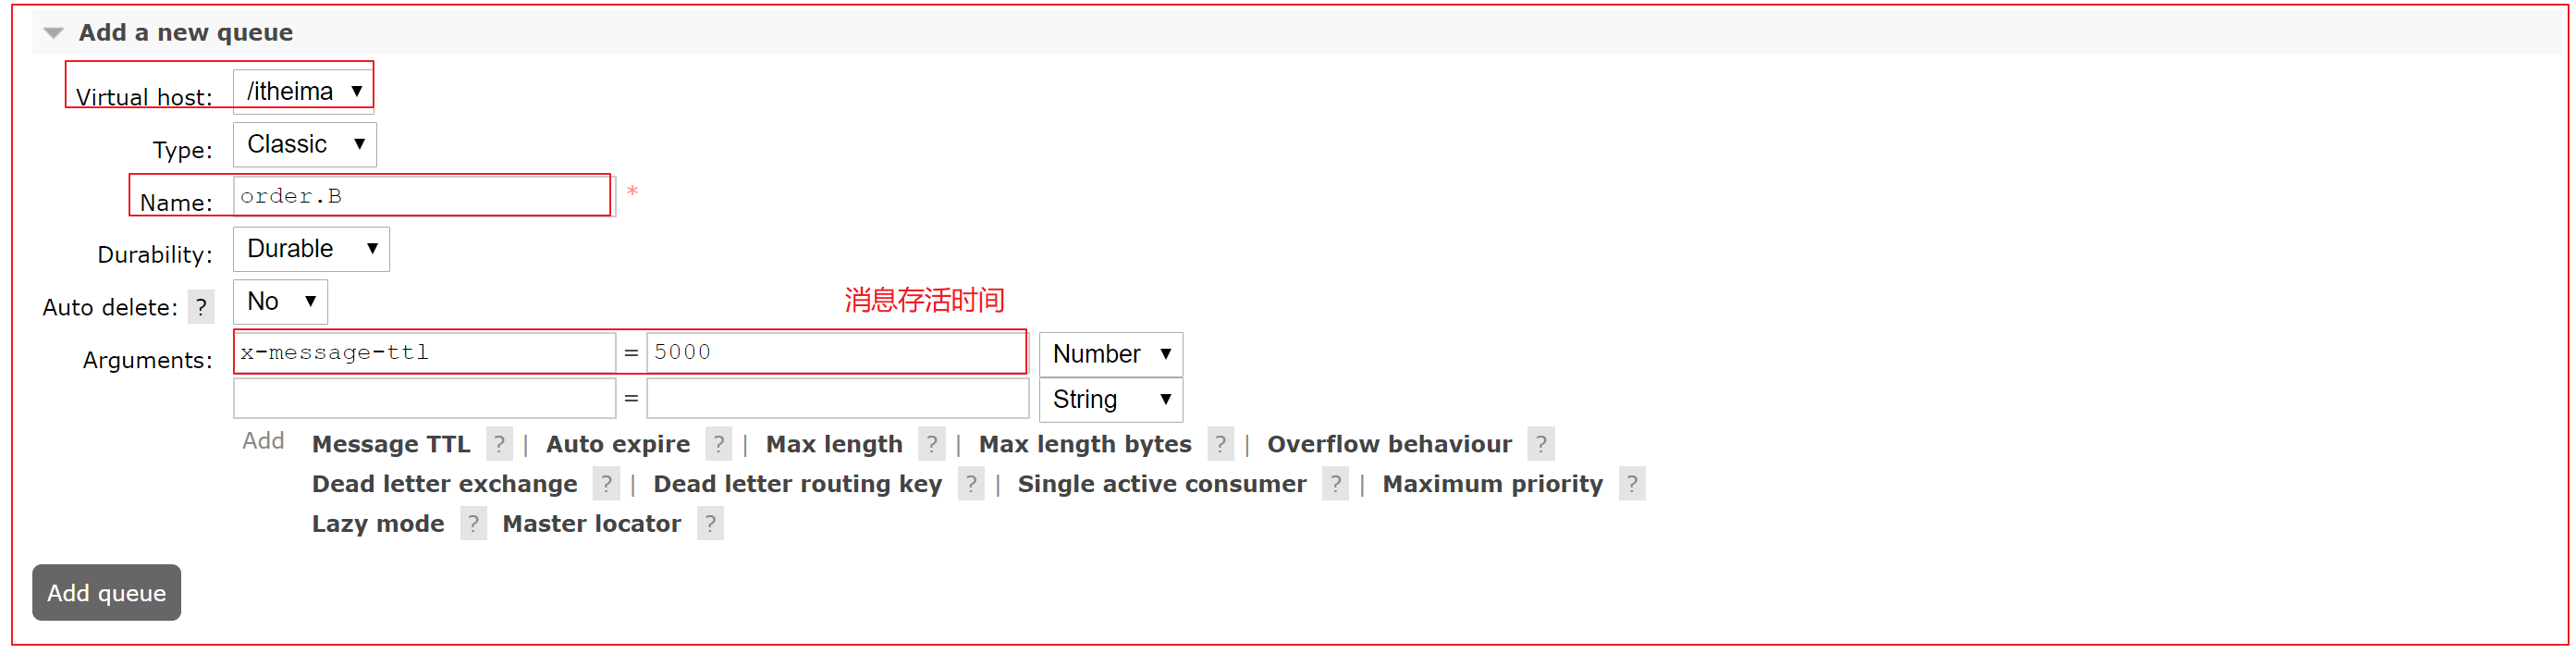 Add a new queue
Virtual host: /itheima
Type: Classic
Name: order.B *
Durability: Durable
Auto delete: ? No
消息存活时间
Arguments: x-message-ttl = 5000 Number
= String
Add Message TTL ? | Auto expire ? | Max length ? | Max length bytes ? | Overflow behaviour ?
Dead letter exchange ? | Dead letter routing key ? | Single active consumer ? | Maximum priority ?
Lazy mode ? Master locator ?
Add queue